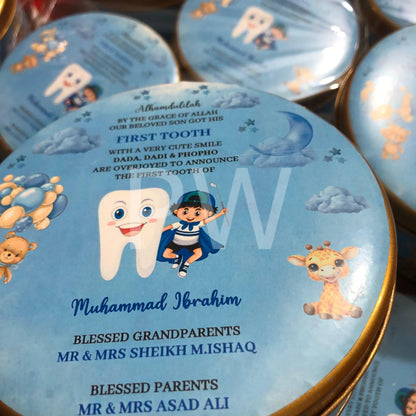 Alhamdulilah
BY THE GRACE OF ALLAH
OUR BELOVED SON GOT HIS
FIRST TOOTH
WITH A VERY CUTE SMILE
DADA, DADI & PHOPHO
ARE OVERJOYED TO ANNOUNCE
THE FIRST TOOTH OF
RW
Muhammad Ibrahim
BLESSED GRANDPARENTS
MR & MRS SHEIKH M.ISHAQ
BLESSED PARENTS
MR & MRS ASAD ALI